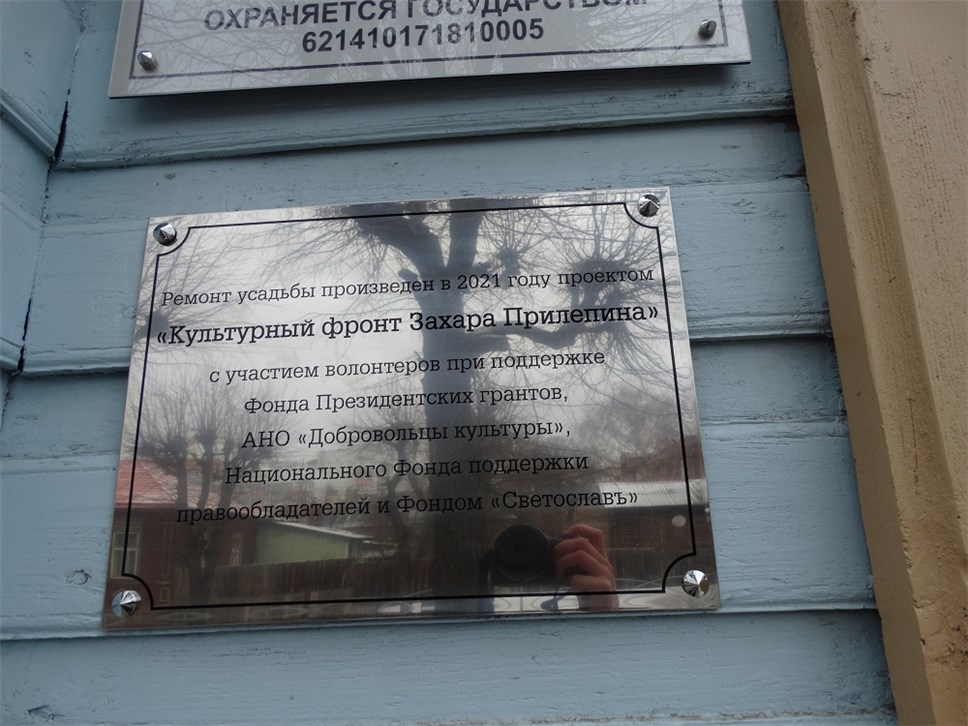 ОХРАНЯЕТСЯ ГОСУДАРСТВОМ
621410171810005
Ремонт усадьбы произведен в 2021 году проектом
«Культурный фронт Захара Прилепина»
с участием волонтеров при поддержке
Фонда Президентских грантов,
АНО «Добровольцы культуры»,
Национального Фонда поддержки
правообладателей и Фондом «Светославъ»